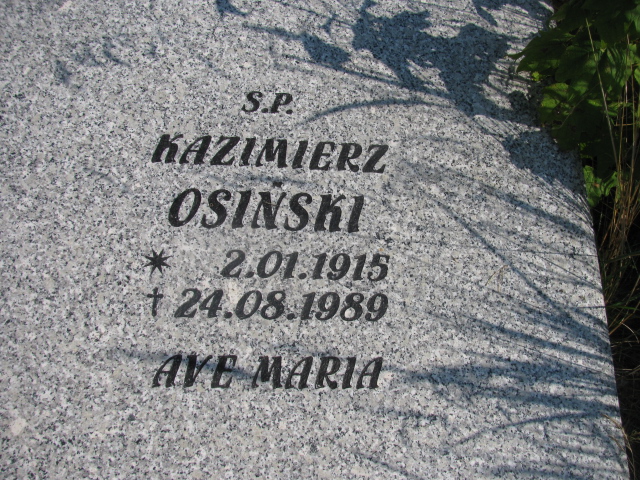 S.P.
KAZIMIERZ
OSIŃSKI
* 2.01.1915
† 24.08.1989
AVE MARIA